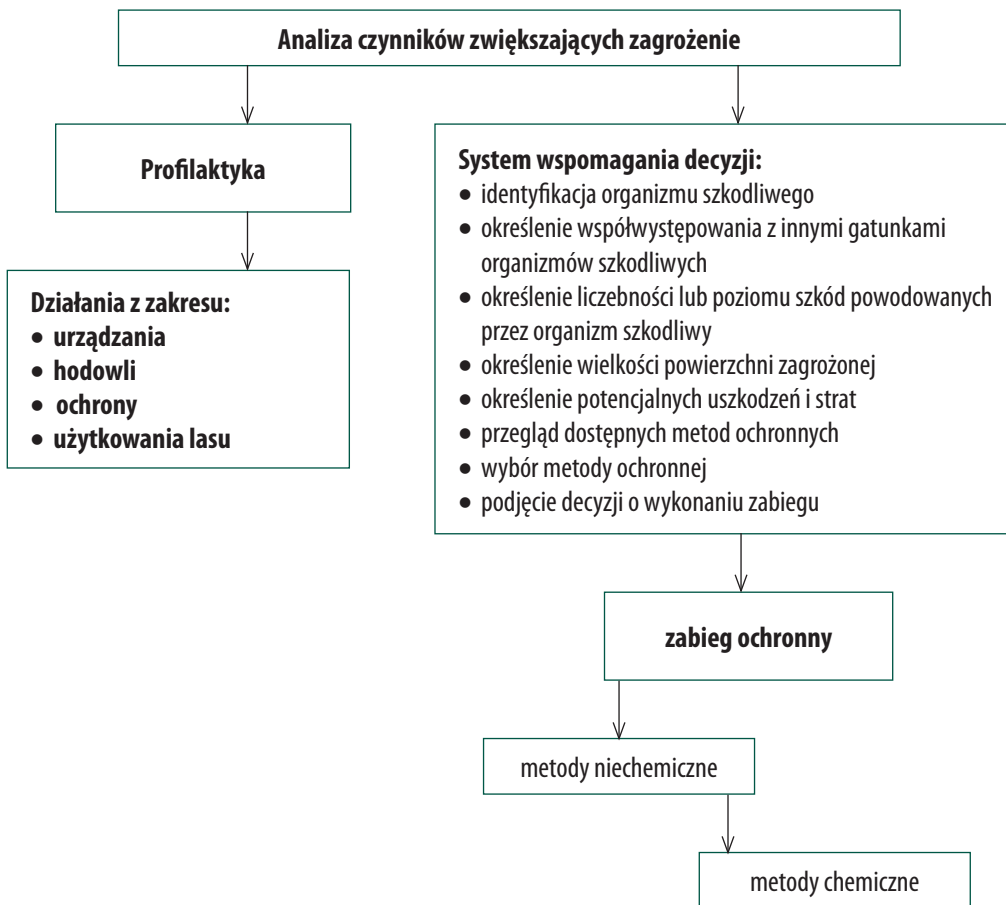 Analiza czynników zwiększających zagrożenie
Profilaktyka
Działania z zakresu:
• urządzania
• hodowli
• ochrony
• użytkowania lasu
System wspomagania decyzji:
• identyfikacja organizmu szkodliwego
• określenie współwystępowania z innymi gatunkami
organizmów szkodliwych
• określenie liczebności lub poziomu szkód powodowanych
przez organizm szkodliwy
• określenie wielkości powierzchni zagrożonej
• określenie potencjalnych uszkodzeń i strat
• przegląd dostępnych metod ochronnych
• wybór metody ochronnej
• podjęcie decyzji o wykonaniu zabiegu
zabieg ochronny
metody niechemiczne
metody chemiczne